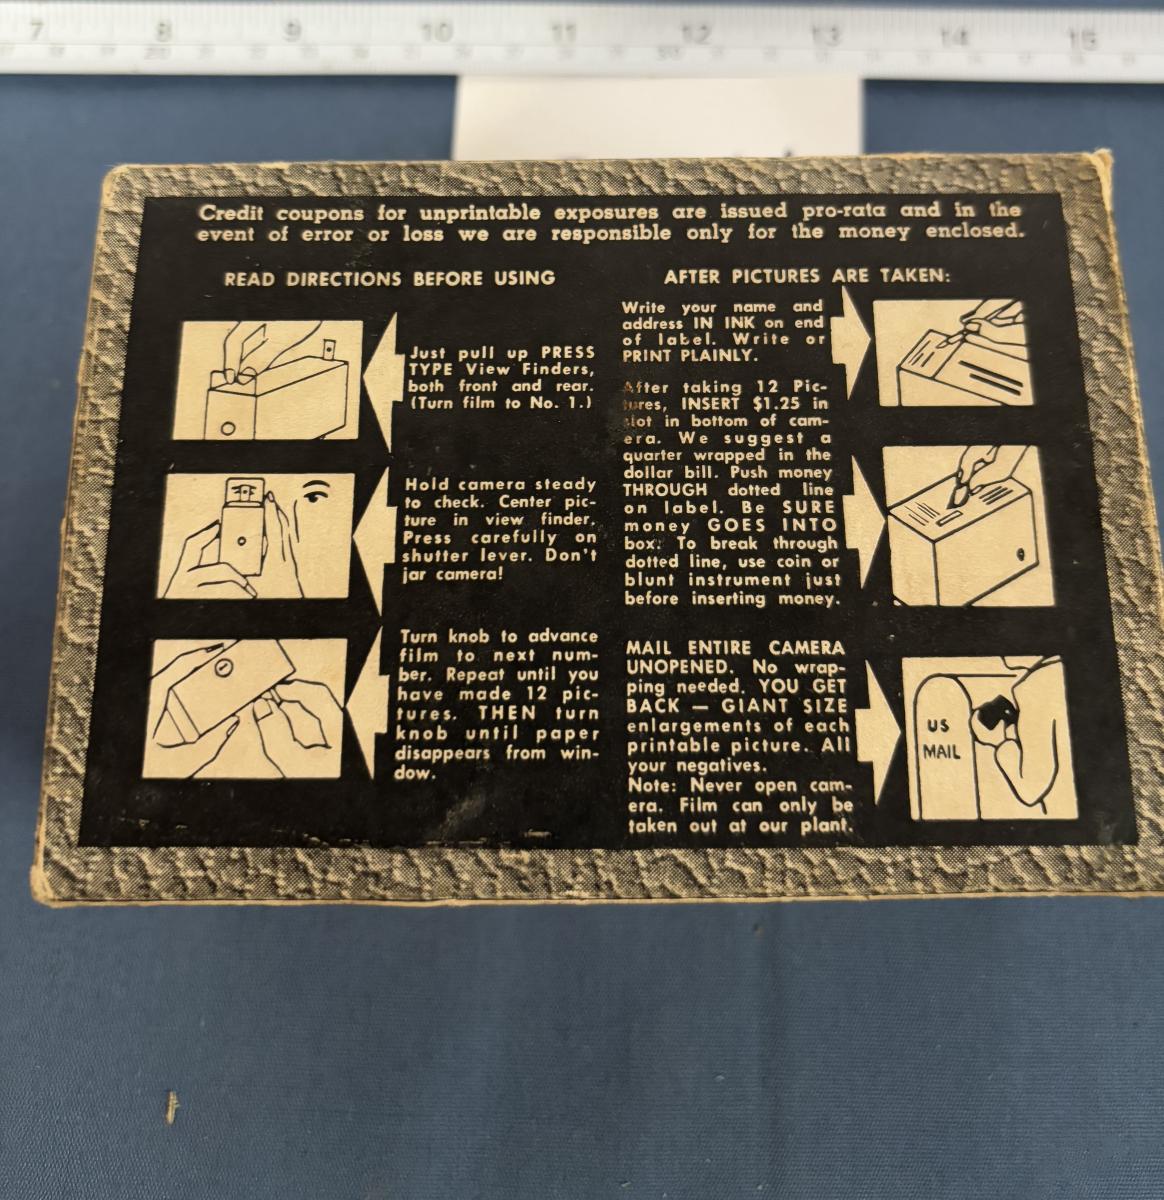 7 8 9 10 11 12 13 14 15
Credit coupons for unprintable exposures are issued pro-rata and in the
event of error or loss we are responsible only for the money enclosed.
READ DIRECTIONS BEFORE USING
Just pull up PRESS
TYPE View Finders,
both front and rear.
(Turn film to No. 1.)
Hold camera steady
to check. Center pic-
ture in view finder.
Press carefully on
shutter lever. Don't
jar camera!
Turn knob to advance
film to next num-
ber. Repeat until you
have made 12 pic-
tures. THEN turn
knob until paper
disappears from win-
dow.
AFTER PICTURES ARE TAKEN:
Write your name and
address IN INK on end
of label. Write or
PRINT PLAINLY.
After taking 12 Pic-
tures, INSERT $1.25 in
slot in bottom of cam-
era. We suggest a
quarter wrapped in the
dollar bill. Push money
THROUGH dotted line
on label. Be SURE
money GOES INTO
box. To break through
dotted line, use coin or
blunt instrument just
before inserting money.
MAIL ENTIRE CAMERA
UNOPENED. No wrap-
ping needed. YOU GET
BACK — GIANT SIZE
enlargements of each
printable picture. All
your negatives.
Note: Never open cam-
era. Film can only be
taken out at our plant.
US
MAIL